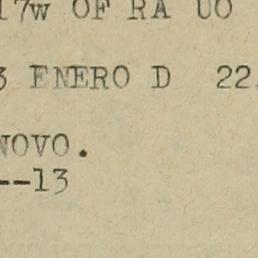 17w OF RA UO
3 ENERO D 22
NOVO.
--13